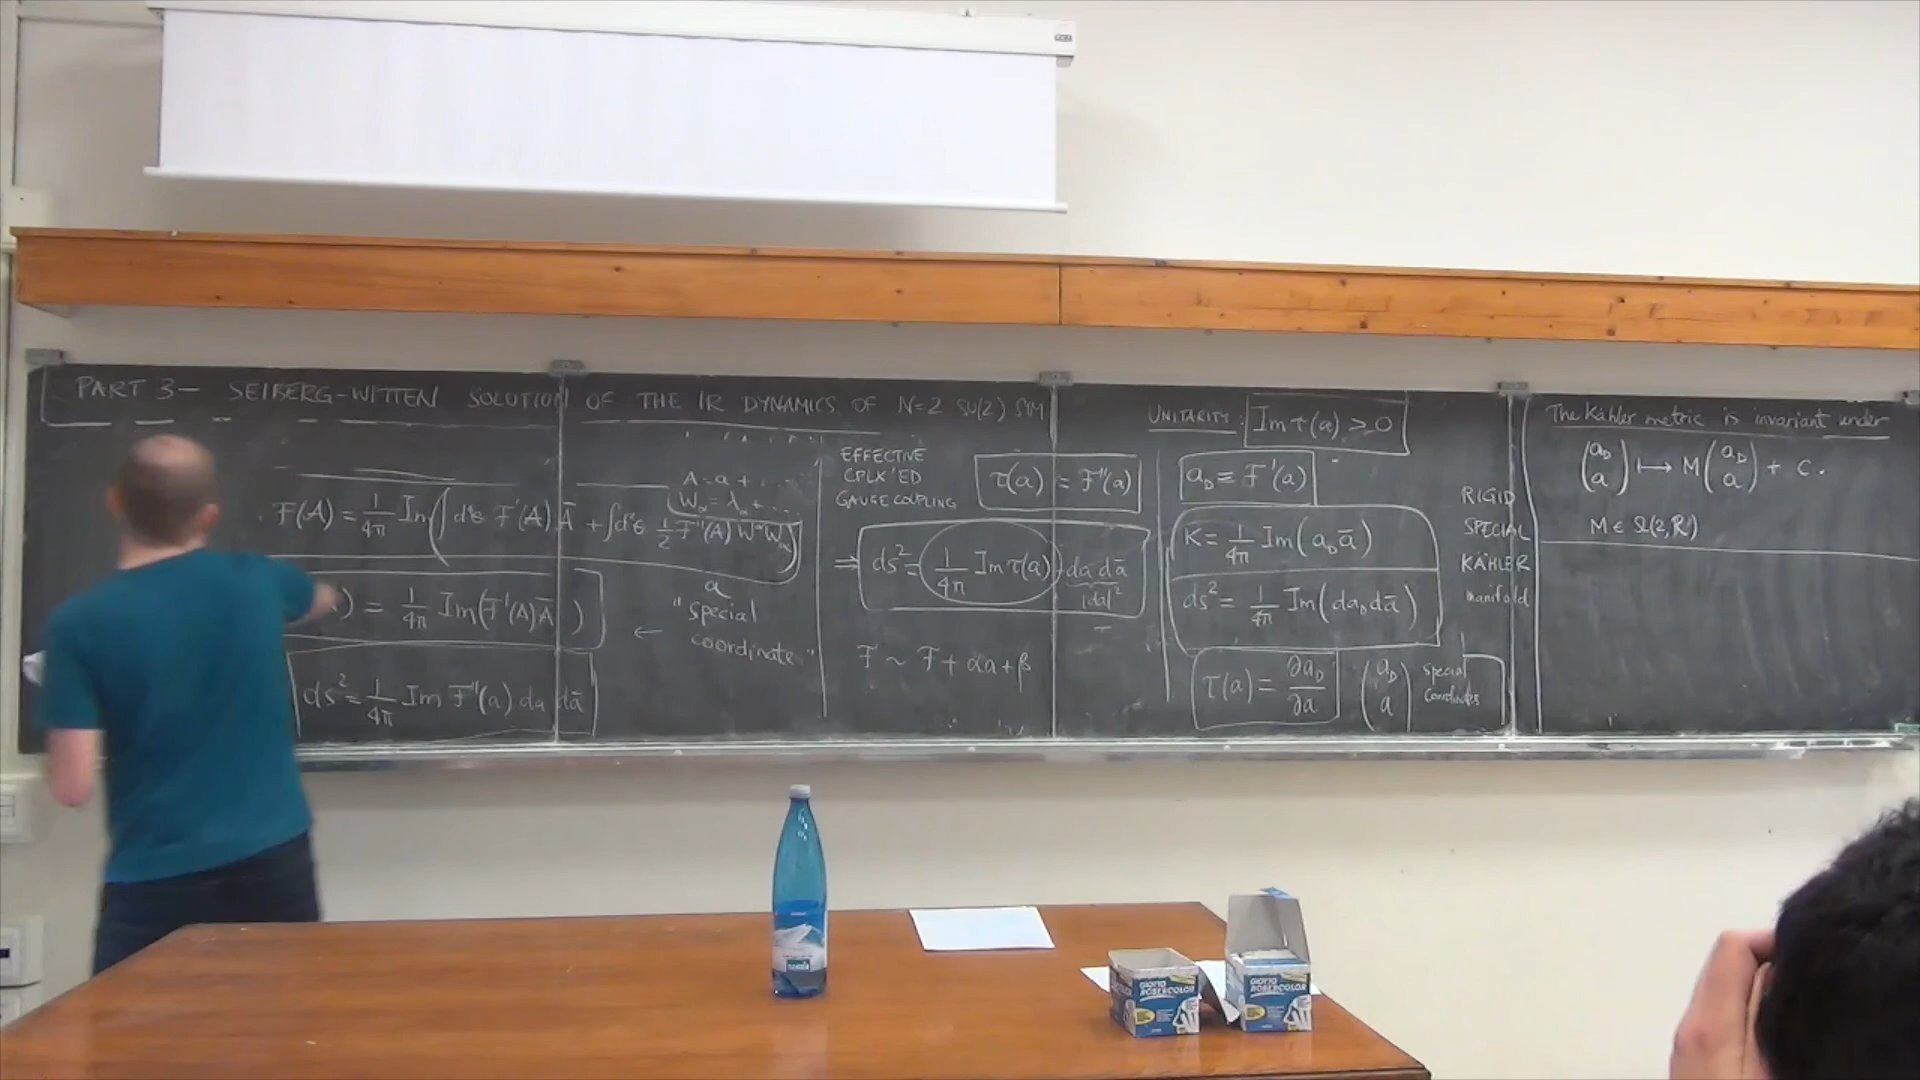 PART 3 - SEIBERG-WITTEN SOLUTION OF THE IR DYNAMICS OF N=2 SU(2) SYM
F(A) = 1/4π Im(∫d⁴θ F'(A) Ā + ∫d²θ 1/2 F''(A) W^α W_α)
A = a + ...
W_α = λ_α + ...
) = 1/4π Im(F'(A)Ā)
ds² = 1/4π Im F''(a) da dā
a
"special
coordinate"
←
EFFECTIVE
CPLX'ED
GAUGE COUPLING
τ(a) = F''(a)
⇒ ds² = 1/4π Im τ(a) da dā
|da|²
F ~ F + αa + β
UNITARITY: Im τ(a) > 0
a_D ≡ F'(a)
K = 1/4π Im(a_D ā)
ds² = 1/4π Im(da_D dā)
τ(a) = ∂a_D/∂a
(a_D a)
special
coordinates
RIGID
SPECIAL
KÄHLER
manifold
The Kähler metric is invariant under
(a_D a) ↦ M (a_D a) + C.
M ∈ SL(2,R)
GIOTTO
ROBERCOLOR
GIOTTO
ROBERCOLOR